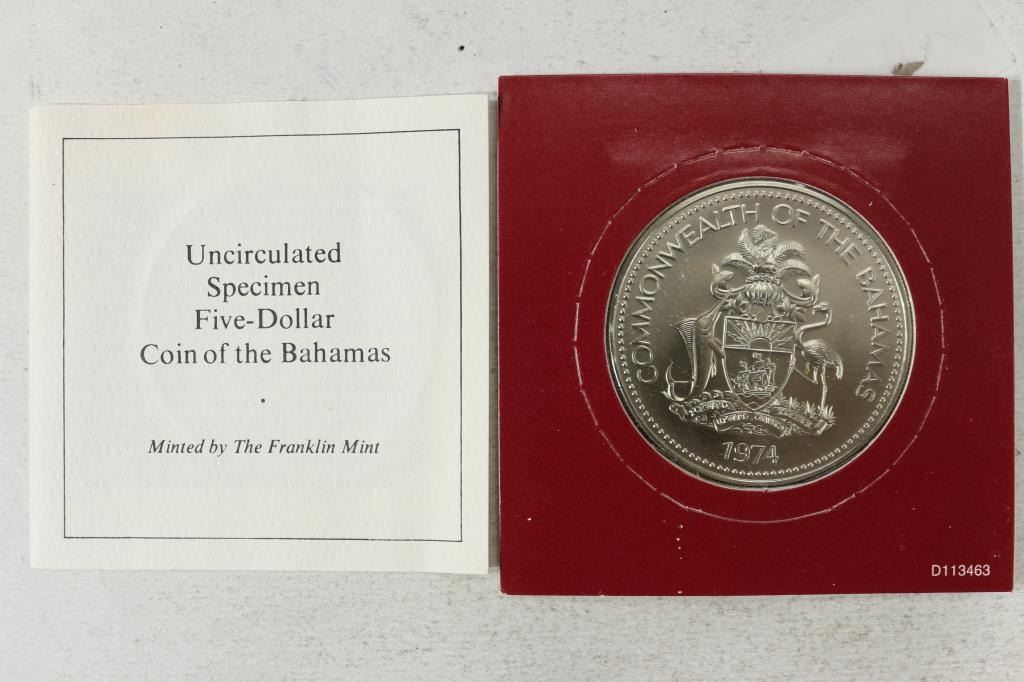 Uncirculated
Specimen
Five-Dollar
Coin of the Bahamas
Minted by The Franklin Mint
COMMONWEALTH OF THE BAHAMAS
1974
D113463